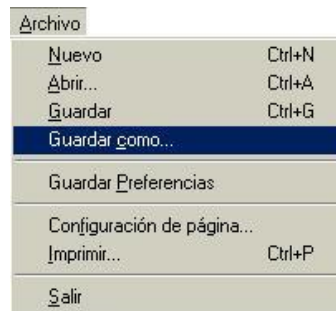 Archivo
Nuevo Ctrl+N
Abrir... Ctrl+A
Guardar Ctrl+G
Guardar como...
Guardar Preferencias
Configuración de página...
Imprimir... Ctrl+P
Salir